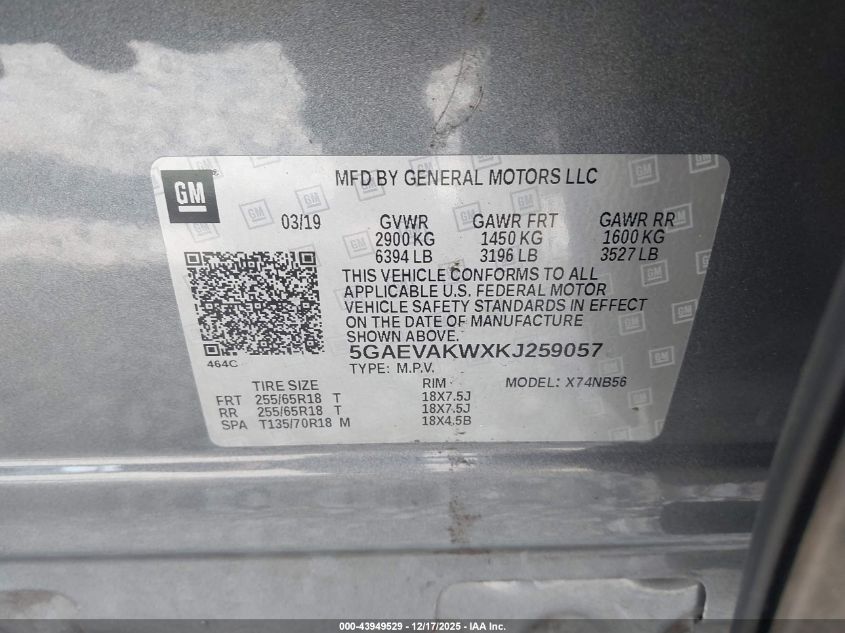 GM
MFD BY GENERAL MOTORS LLC
03/19 GVWR GAWR FRT GAWR RR
2900 KG 1450 KG 1600 KG
6394 LB 3196 LB 3527 LB
THIS VEHICLE CONFORMS TO ALL
APPLICABLE U.S. FEDERAL MOTOR
VEHICLE SAFETY STANDARDS IN EFFECT
ON THE DATE OF MANUFACTURE
SHOWN ABOVE.
464C
5GAEVAKWXKJ259057
TYPE: M.P.V. MODEL: X74NB56
TIRE SIZE RIM
FRT 255/65R18 T 18X7.5J
RR 255/65R18 T 18X7.5J
SPA T135/70R18 M 18X4.5B
000-43949529 - 12/17/2025 - IAA Inc.